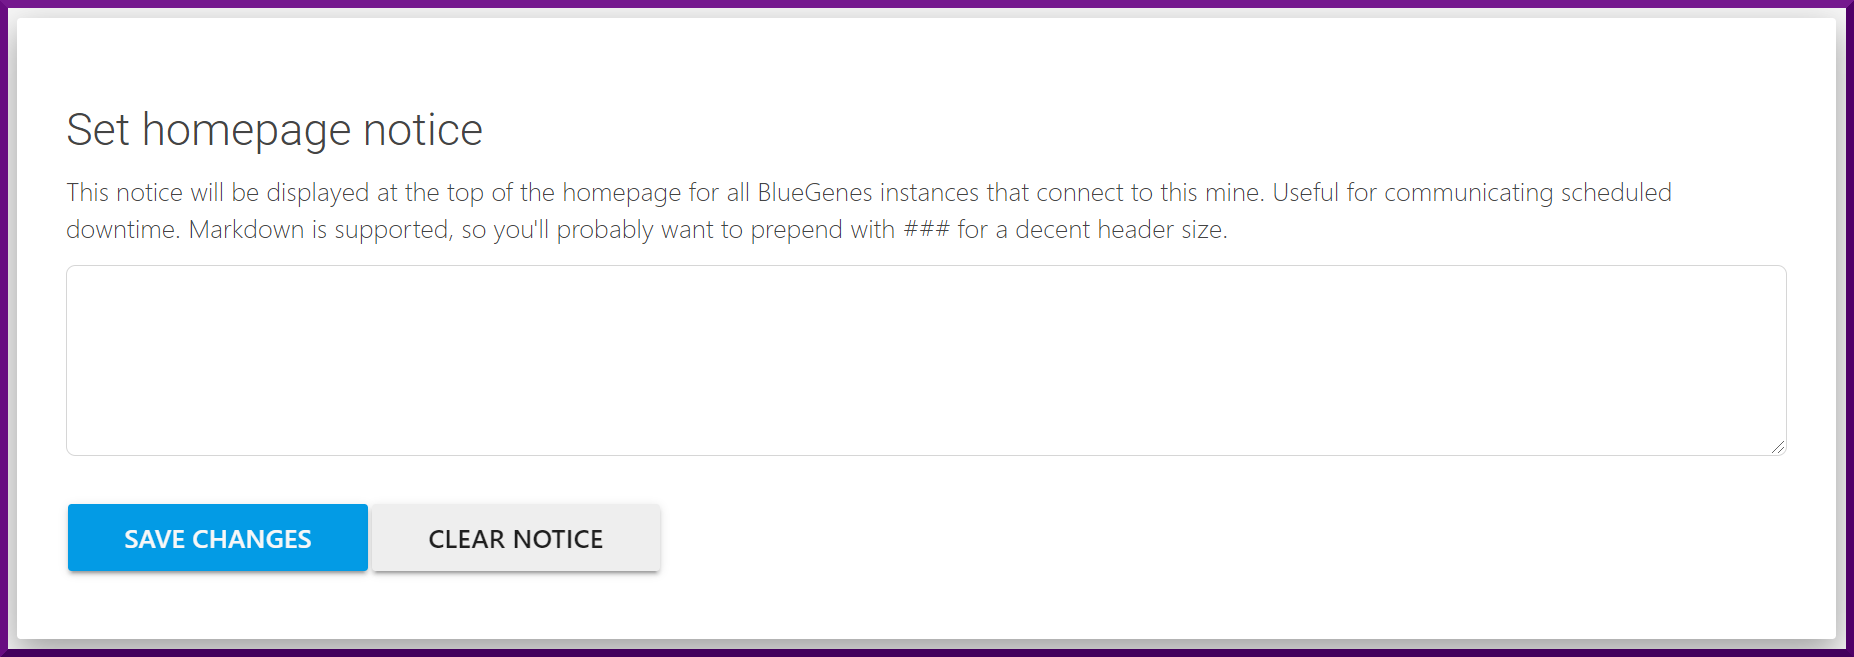 Set homepage notice
This notice will be displayed at the top of the homepage for all BlueGenes instances that connect to this mine. Useful for communicating scheduled
downtime. Markdown is supported, so you'll probably want to prepend with ### for a decent header size.
SAVE CHANGES CLEAR NOTICE